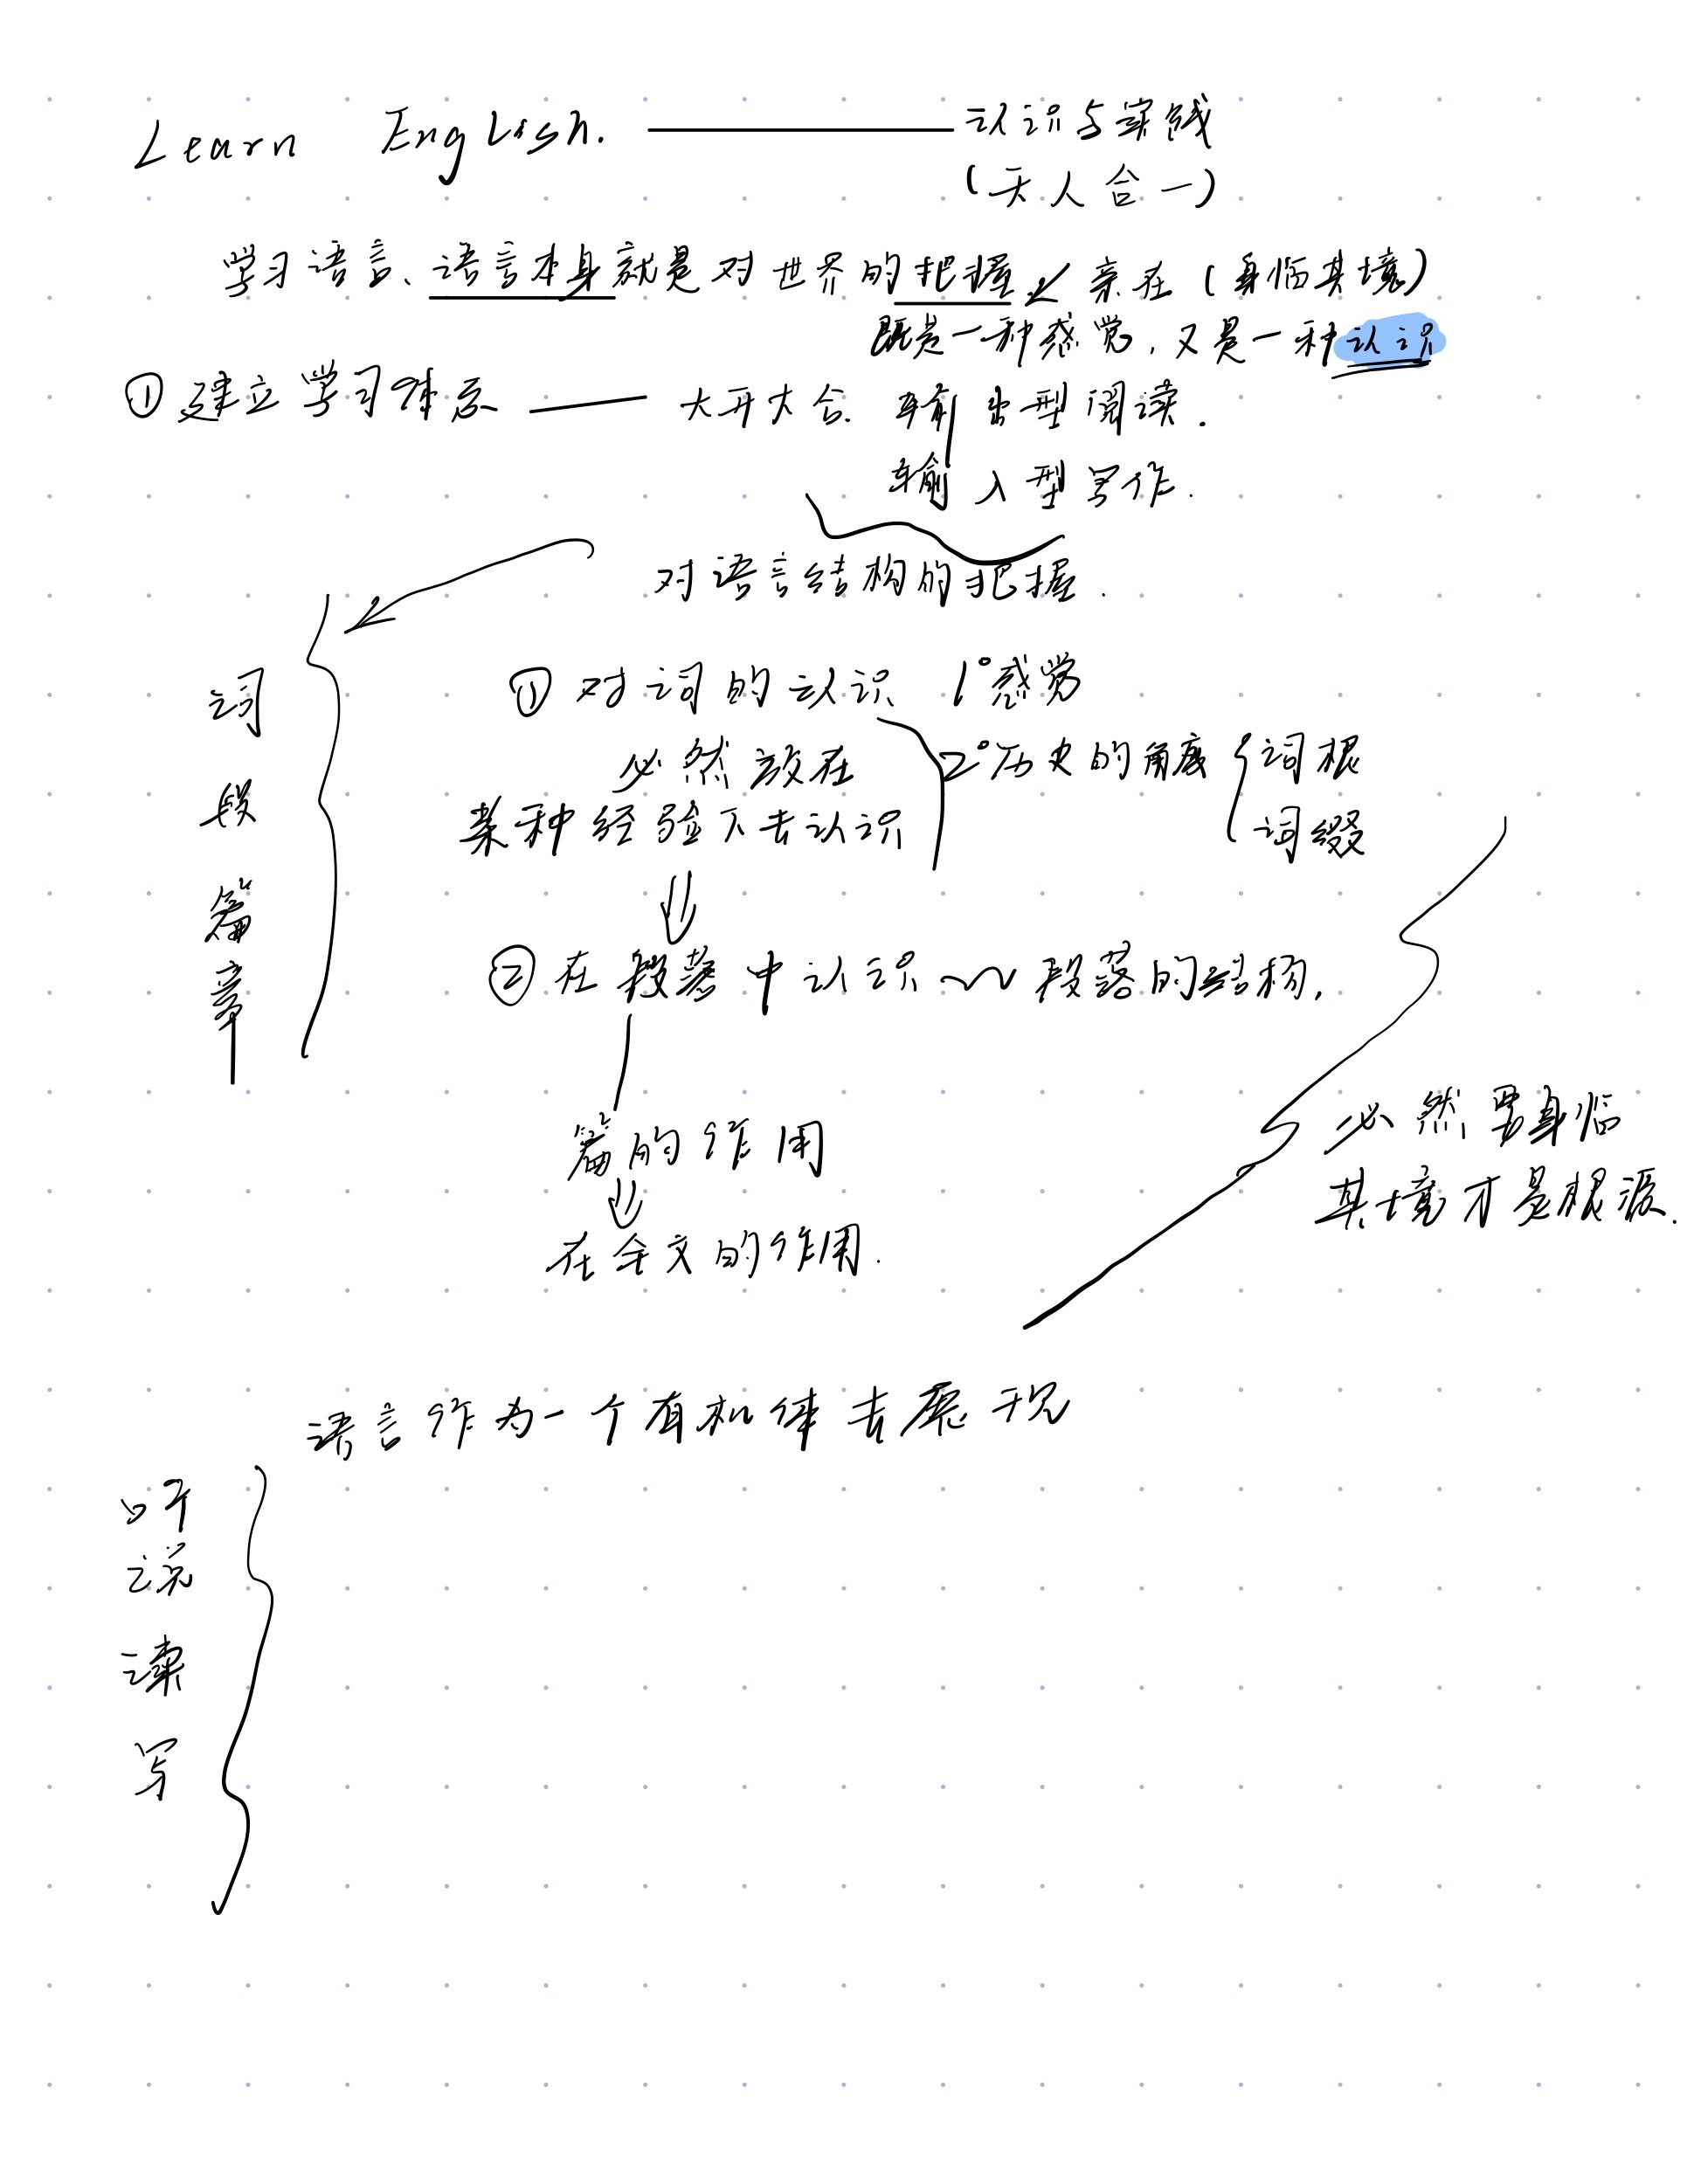 Learn English. —— 认识与实践
(天人合一)
学习语言、语言本身就是对世界的把握 ↙ 亲在 (身临其境)
既是一种感觉, 又是一种认识
① 建立学习体系 —— 大开大合. 输出型阅读.
输入型写作.
对语言结构的把握.
词
段
篇
章
① 对词的认识 1°感觉
必然放在
某种经验下去认识
2°历史的角度 { 词根
词缀
② 在段落中认识 ~ 段落的结构.
篇的作用
在全文的作用.
必然要身临
其境才是根源.
语言作为一个有机体去展现
听
说
读
写